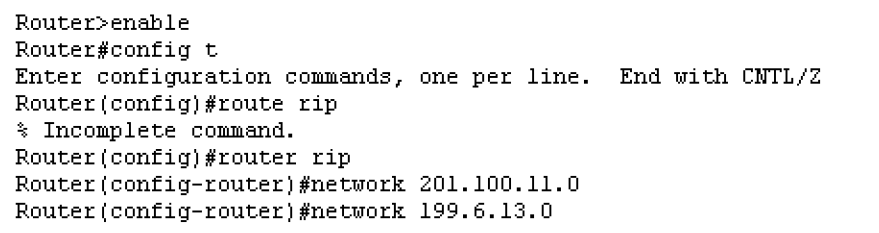 Router>enable
Router#config t
Enter configuration commands, one per line.  End with CNTL/Z
Router(config)#route rip
% Incomplete command.
Router(config)#router rip
Router(config-router)#network 201.100.11.0
Router(config-router)#network 199.6.13.0